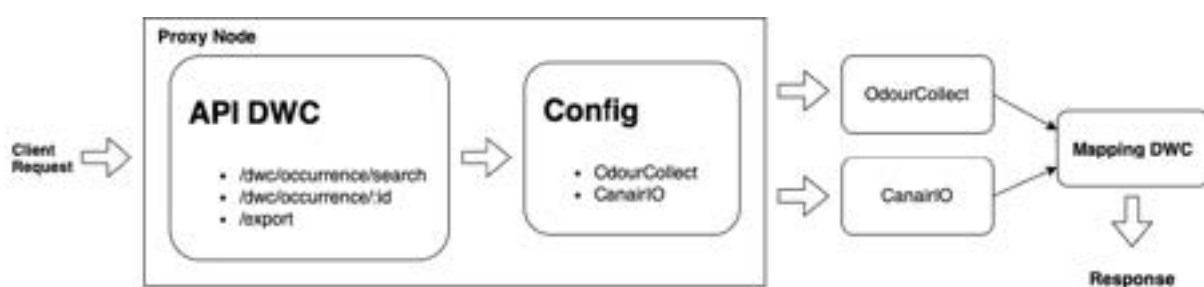 Proxy Node
Client
Request
API DWC
• /dwc/occurrence/search
• /dwc/occurrence/:id
• /export
Config
• OdourCollect
• CanairIO
OdourCollect
CanairIO
Mapping DWC
Response